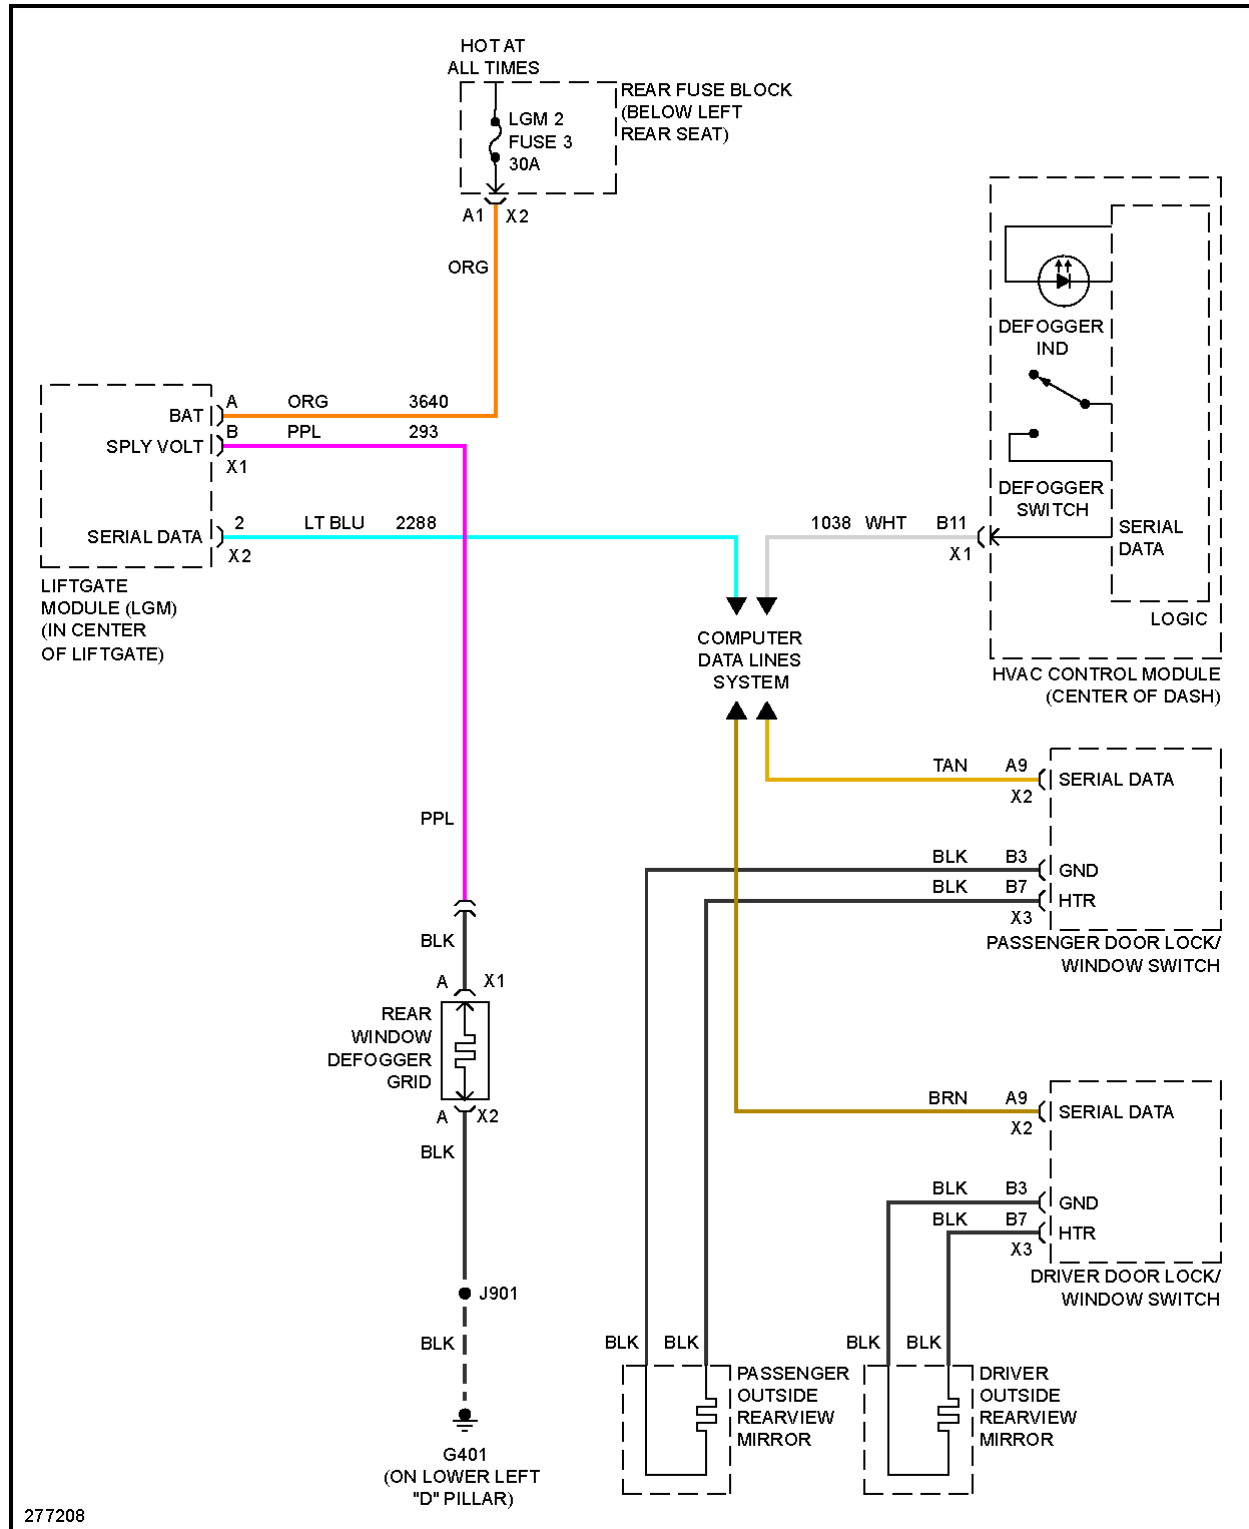 HOT AT
ALL TIMES
REAR FUSE BLOCK
(BELOW LEFT
REAR SEAT)
LGM 2
FUSE 3
30A
A1 X2
ORG
DEFOGGER
IND
DEFOGGER
SWITCH
SERIAL
DATA
LOGIC
1038 WHT B11
X1
HVAC CONTROL MODULE
(CENTER OF DASH)
BAT
A ORG 3640
SPLY VOLT
B PPL 293
X1
SERIAL DATA
2 LT BLU 2288
X2
LIFTGATE
MODULE (LGM)
(IN CENTER
OF LIFTGATE)
COMPUTER
DATA LINES
SYSTEM
TAN A9
X2
SERIAL DATA
BLK B3
GND
BLK B7
HTR
X3
PASSENGER DOOR LOCK/
WINDOW SWITCH
PPL
BLK
A X1
REAR
WINDOW
DEFOGGER
GRID
A X2
BLK
BRN A9
X2
SERIAL DATA
BLK B3
GND
BLK B7
HTR
X3
DRIVER DOOR LOCK/
WINDOW SWITCH
J901
BLK
G401
(ON LOWER LEFT
"D" PILLAR)
BLK BLK
PASSENGER
OUTSIDE
REARVIEW
MIRROR
BLK BLK
DRIVER
OUTSIDE
REARVIEW
MIRROR
277208